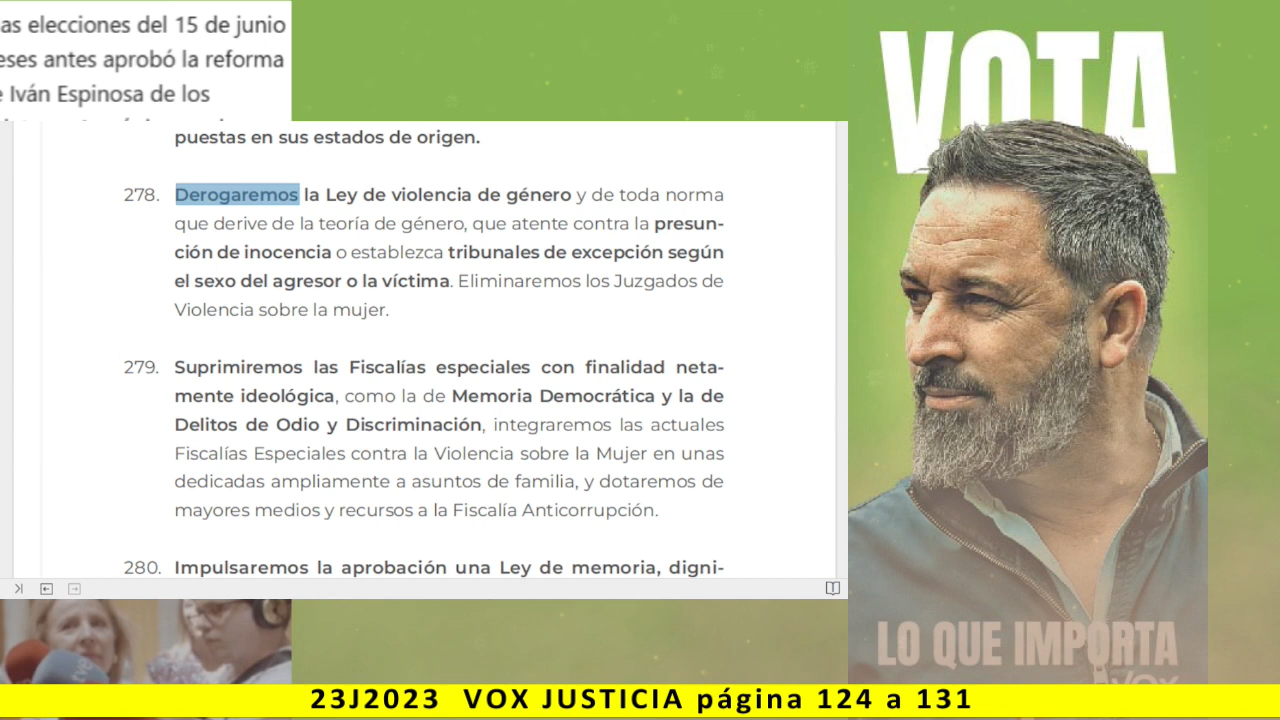 as elecciones del 15 de junio
eses antes aprobó la reforma
e Iván Espinosa de los
puestas en sus estados de origen.
278. Derogaremos la Ley de violencia de género y de toda norma
que derive de la teoría de género, que atente contra la presun-
ción de inocencia o establezca tribunales de excepción según
el sexo del agresor o la víctima. Eliminaremos los Juzgados de
Violencia sobre la mujer.
279. Suprimiremos las Fiscalías especiales con finalidad neta-
mente ideológica, como la de Memoria Democrática y la de
Delitos de Odio y Discriminación, integraremos las actuales
Fiscalías Especiales contra la Violencia sobre la Mujer en unas
dedicadas ampliamente a asuntos de familia, y dotaremos de
mayores medios y recursos a la Fiscalía Anticorrupción.
280. Impulsaremos la aprobación una Ley de memoria, digni-
VOTA
LO QUE IMPORTA
VOX
tve
23J2023 VOX JUSTICIA página 124 a 131